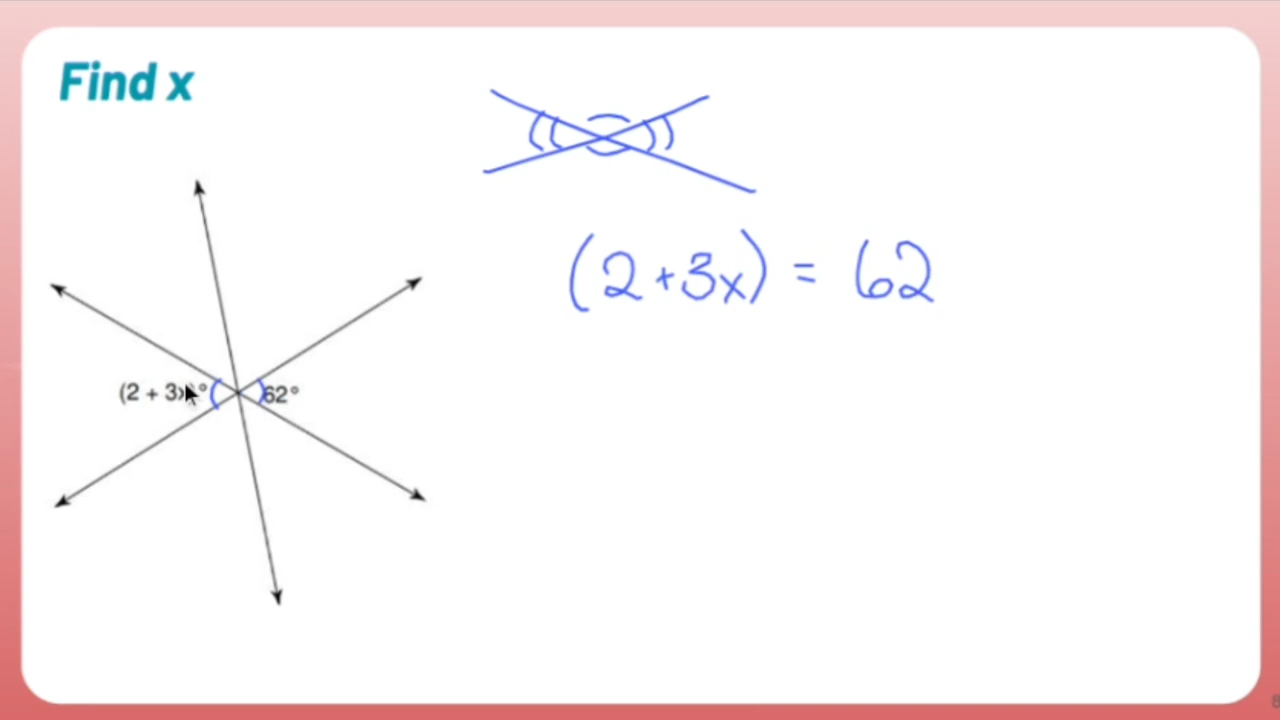 Find x
(2+3x) = 62
(2 + 3x)° 62°